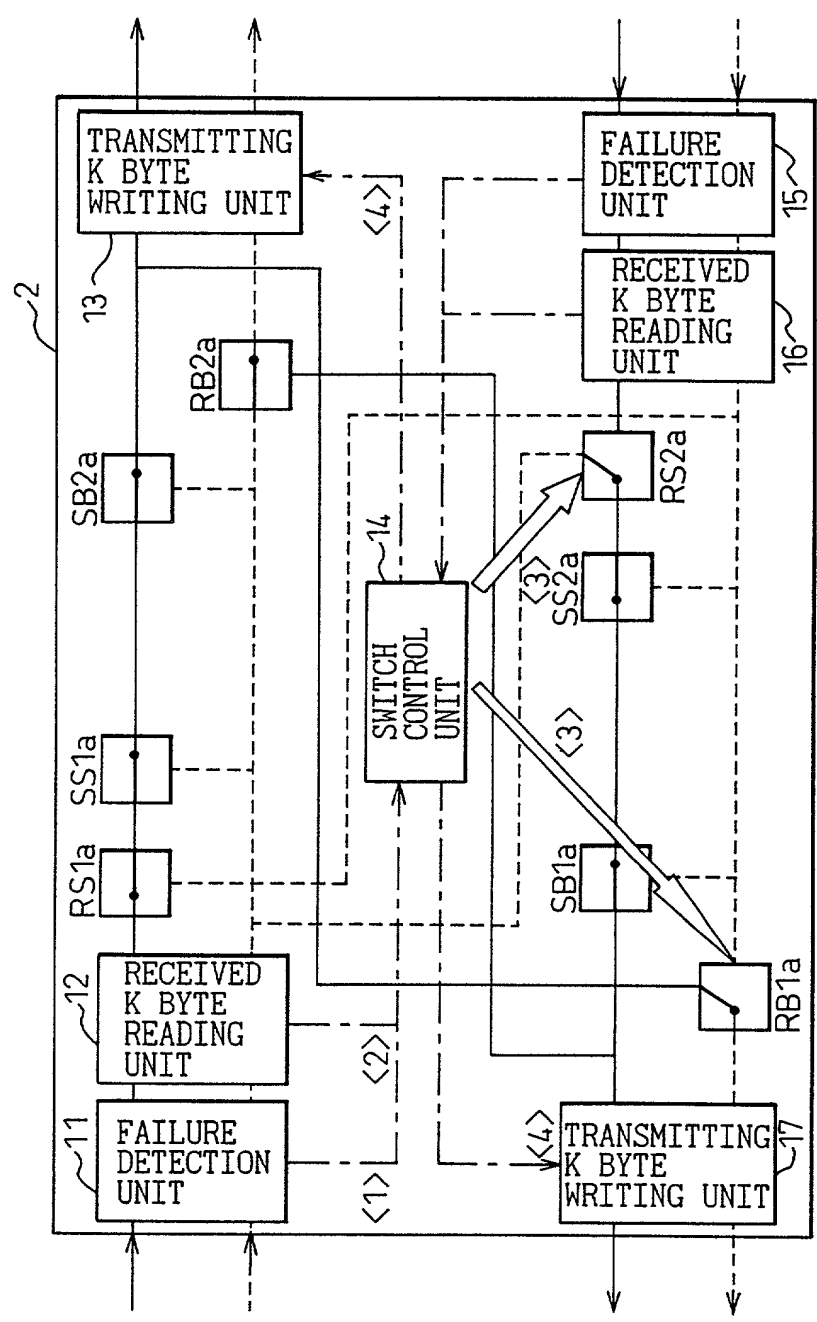 2
TRANSMITTING
K BYTE
WRITING UNIT
13
<4>
FAILURE
DETECTION
UNIT
15
RECEIVED
K BYTE
READING
UNIT
16
RB2a
SB2a
RS2a
14
SWITCH
CONTROL
UNIT
<3>
SS2a
SS1a
<3>
RS1a
SB1a
RECEIVED
K BYTE
READING
UNIT
12
<2>
RB1a
FAILURE
DETECTION
UNIT
11
<1>
<4>
TRANSMITTING
K BYTE
WRITING UNIT
17